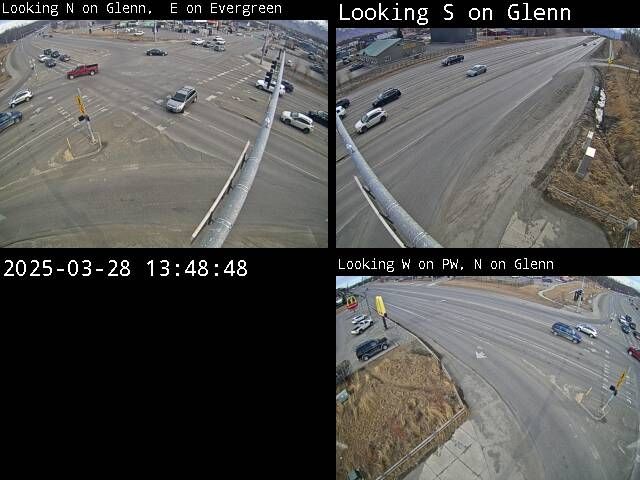 Looking N on Glenn,  E on Evergreen
Looking S on Glenn
2025-03-28 13:48:48
Looking W on PW, N on Glenn